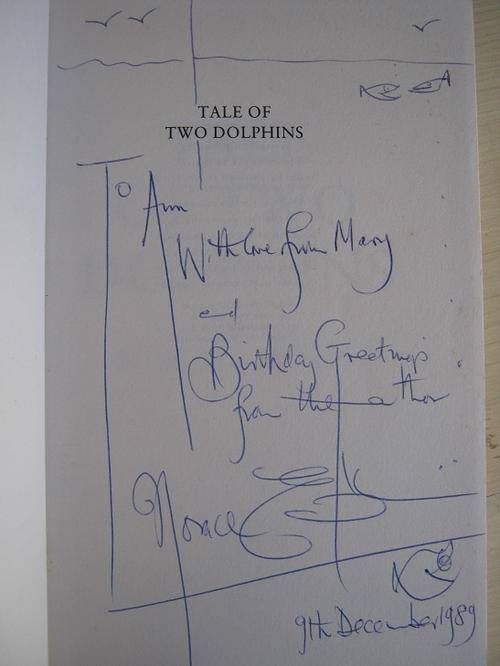 TALE OF
TWO DOLPHINS
To Ann
With love from Mary
and
Birthday Greetings
from the author
Horace
9th December 1989